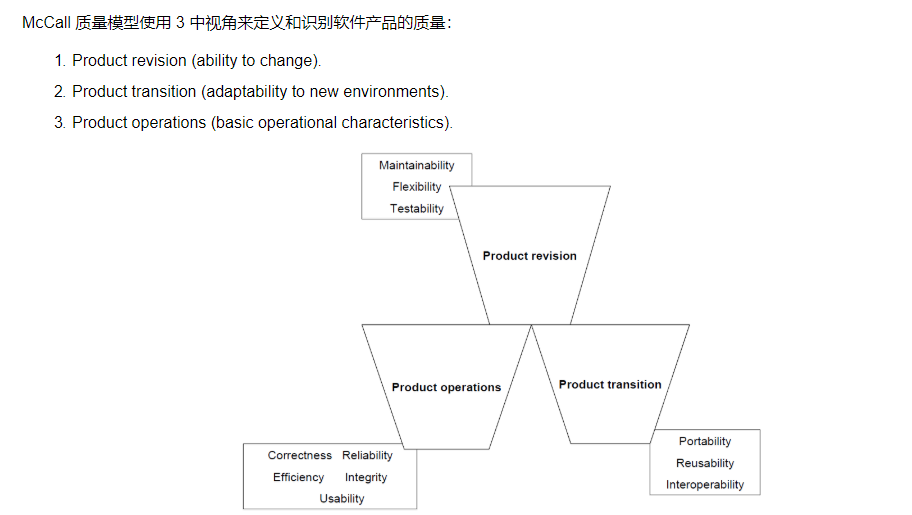 McCall 质量模型使用 3 中视角来定义和识别软件产品的质量：
1. Product revision (ability to change).
2. Product transition (adaptability to new environments).
3. Product operations (basic operational characteristics).
Maintainability
Flexibility
Testability
Product revision
Product operations
Product transition
Correctness Reliability
Efficiency Integrity
Usability
Portability
Reusability
Interoperability